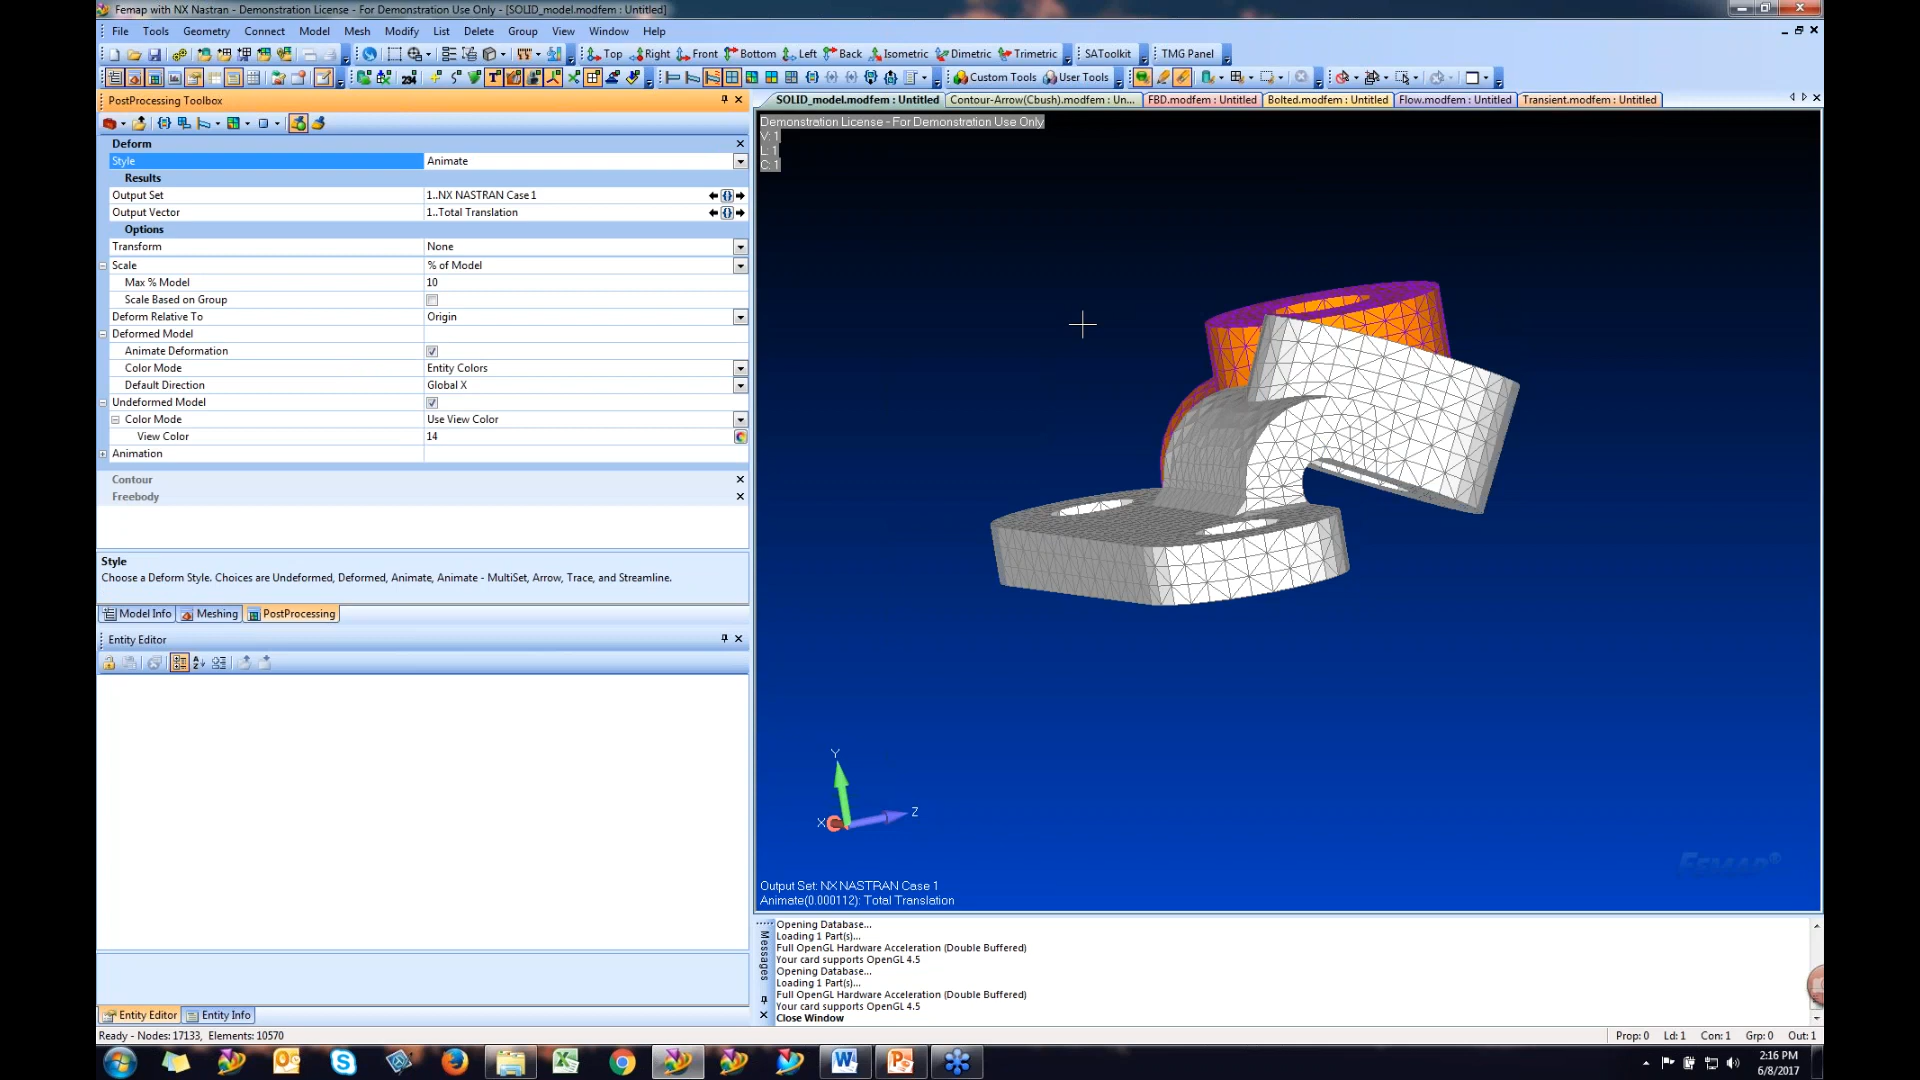 Femap with NX Nastran - Demonstration License - For Demonstration Use Only - [SOLID_model.modfem : Untitled]
File Tools Geometry Connect Model Mesh Modify List Delete Group View Window Help
Top Right Front Bottom Left Back Isometric Dimetric Trimetric SAToolkit TMG Panel
234 T Custom Tools User Tools
PostProcessing Toolbox
SOLID_model.modfem : Untitled Contour-Arrow(Cbush).modfem : Un... FBD.modfem : Untitled Bolted.modfem : Untitled Flow.modfem : Untitled Transient.modfem : Untitled
Deform
Style Animate
Results
Output Set 1..NX NASTRAN Case 1
Output Vector 1..Total Translation
Options
Transform None
Scale % of Model
Max % Model 10
Scale Based on Group
Deform Relative To Origin
Deformed Model
Animate Deformation
Color Mode Entity Colors
Default Direction Global X
Undeformed Model
Color Mode Use View Color
View Color 14
Animation
Contour
Freebody
Style
Choose a Deform Style. Choices are Undeformed, Deformed, Animate, Animate - MultiSet, Arrow, Trace, and Streamline.
Model Info Meshing PostProcessing
Entity Editor
Entity Editor Entity Info
Demonstration License - For Demonstration Use Only
V: 1
L: 1
C: 1
Y
X Z
FEMAP®
Output Set: NX NASTRAN Case 1
Animate(0.000112): Total Translation
Messages
Opening Database...
Loading 1 Part(s)...
Full OpenGL Hardware Acceleration (Double Buffered)
Your card supports OpenGL 4.5
Opening Database...
Loading 1 Part(s)...
Full OpenGL Hardware Acceleration (Double Buffered)
Your card supports OpenGL 4.5
Close Window
Ready - Nodes: 17133, Elements: 10570
Prop: 0 Ld: 1 Con: 1 Grp: 0 Out: 1
2:16 PM
6/8/2017